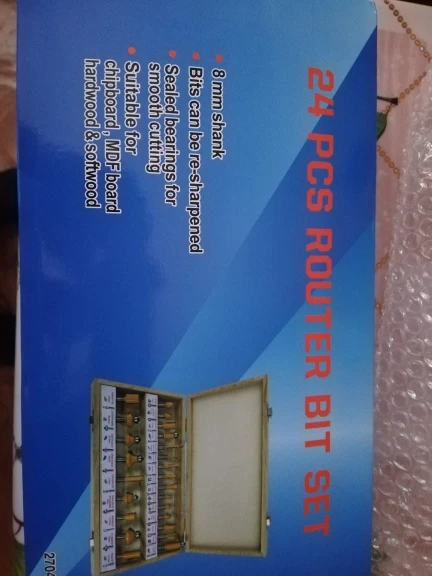 24 PCS ROUTER BIT SET
• 8 mm shank
• Bits can be re-sharpened
• Sealed bearings for
smooth cutting
• Suitable for
chipboard, MDF board
hardwood & softwood